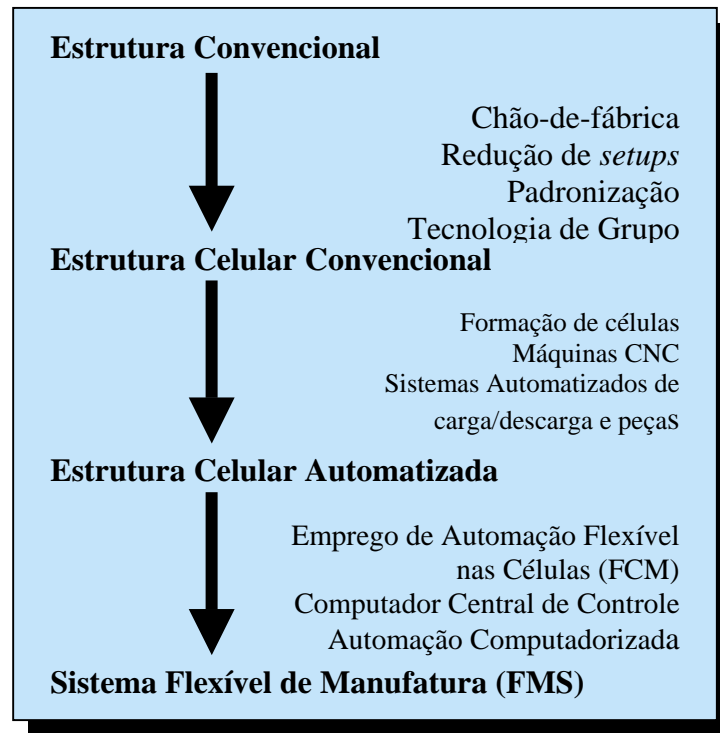 Estrutura Convencional
Chão-de-fábrica
Redução de setups
Padronização
Tecnologia de Grupo
Estrutura Celular Convencional
Formação de células
Máquinas CNC
Sistemas Automatizados de
carga/descarga e peças
Estrutura Celular Automatizada
Emprego de Automação Flexível
nas Células (FCM)
Computador Central de Controle
Automação Computadorizada
Sistema Flexível de Manufatura (FMS)